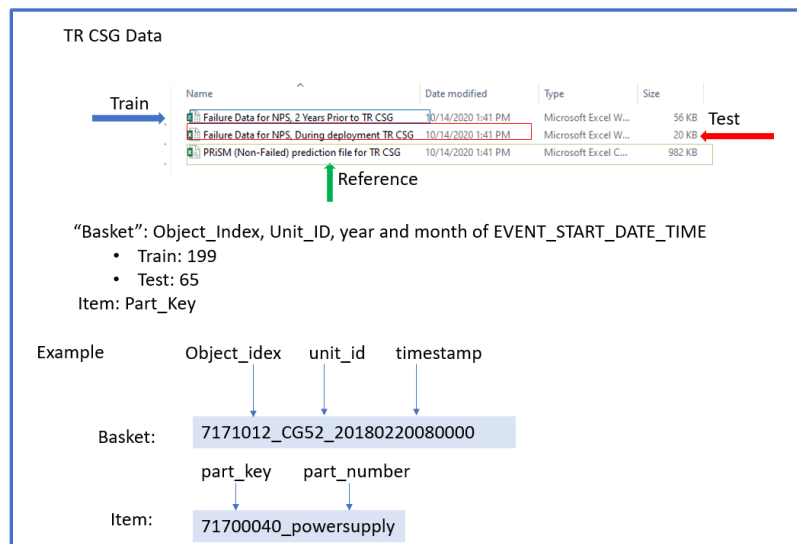 TR CSG Data
Name Date modified Type Size
Train
Failure Data for NPS, 2 Years Prior to TR CSG 10/14/2020 1:41 PM Microsoft Excel W... 56 KB
Test
Failure Data for NPS, During deployment TR CSG 10/14/2020 1:41 PM Microsoft Excel W... 20 KB
PRiSM (Non-Failed) prediction file for TR CSG 10/14/2020 1:41 PM Microsoft Excel C... 982 KB
Reference
“Basket”: Object_Index, Unit_ID, year and month of EVENT_START_DATE_TIME
• Train: 199
• Test: 65
Item: Part_Key
Example Object_idex unit_id timestamp
Basket: 7171012_CG52_20180220080000
part_key part_number
Item: 71700040_powersupply